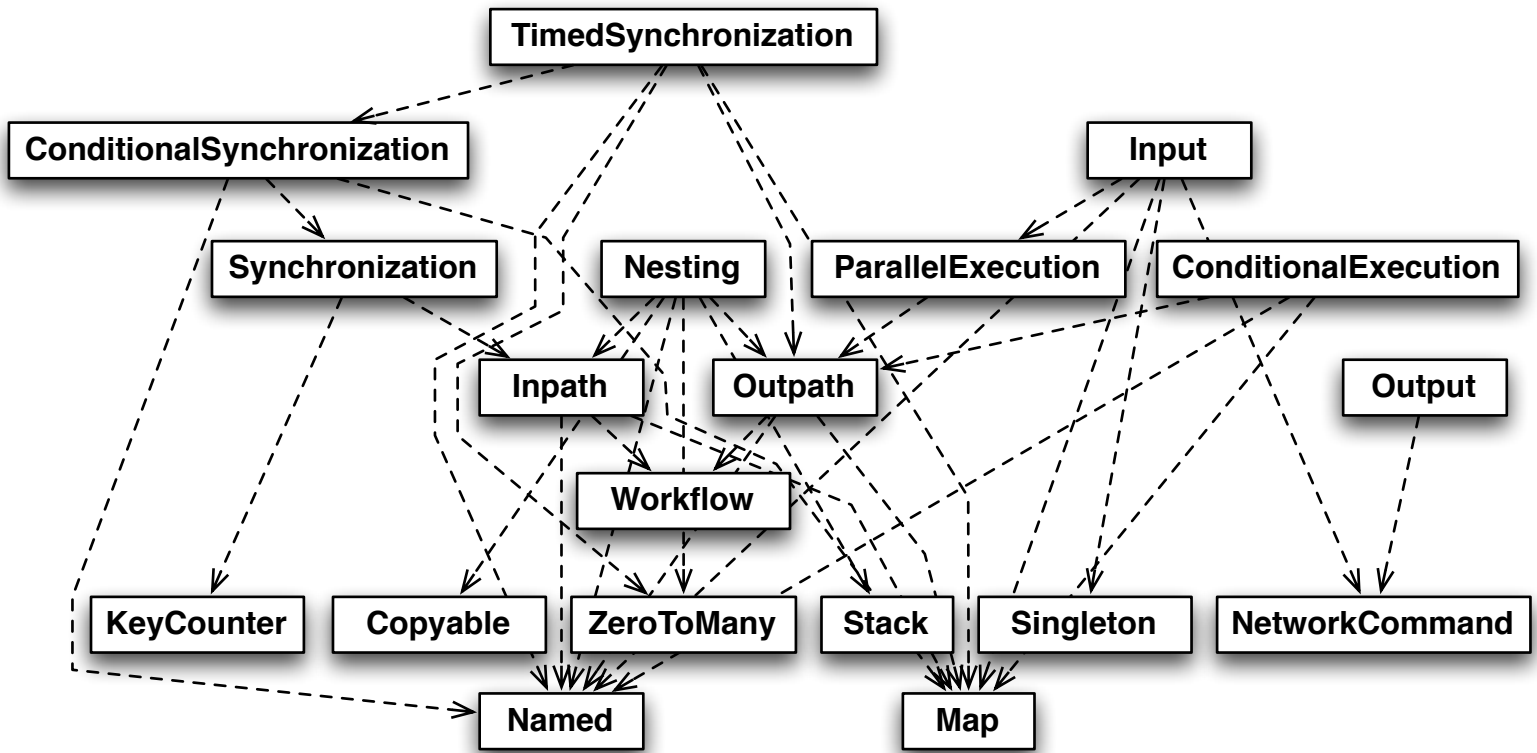 TimedSynchronization
ConditionalSynchronization
Input
Synchronization
Nesting
ParallelExecution
ConditionalExecution
Inpath
Outpath
Output
Workflow
KeyCounter
Copyable
ZeroToMany
Stack
Singleton
NetworkCommand
Named
Map